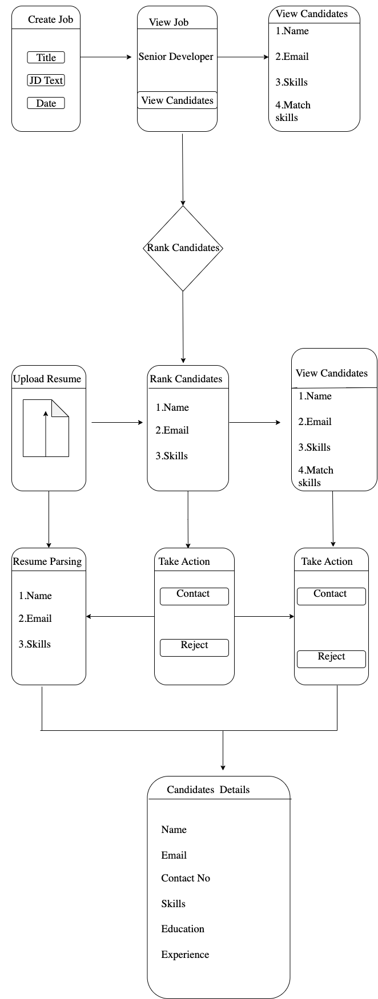 Create Job
Title
JD Text
Date
View Job
Senior Developer
View Candidates
View Candidates
1.Name
2.Email
3.Skills
4.Match
skills
Rank Candidates
Upload Resume
Rank Candidates
1.Name
2.Email
3.Skills
View Candidates
1.Name
2.Email
3.Skills
4.Match
skills
Resume Parsing
1.Name
2.Email
3.Skills
Take Action
Contact
Reject
Take Action
Contact
Reject
Candidates Details
Name
Email
Contact No
Skills
Education
Experience